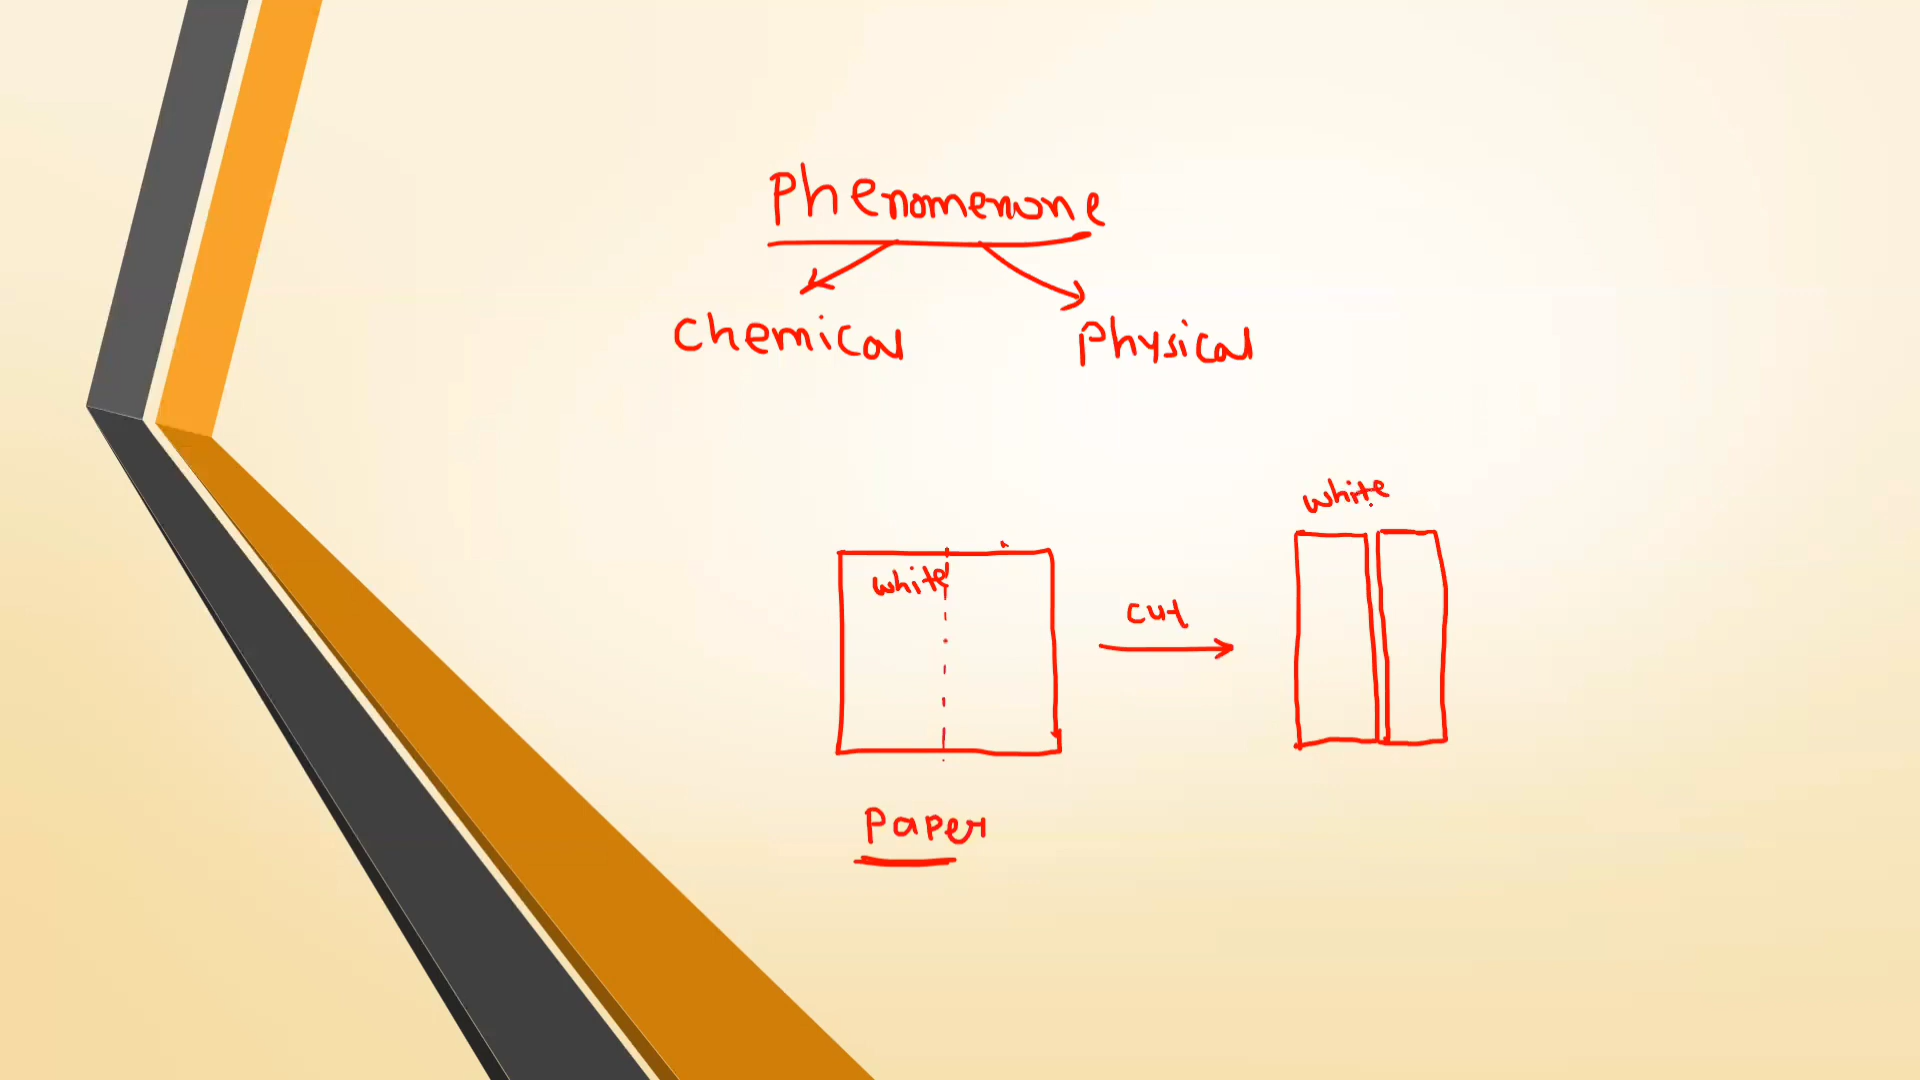 Phenomenone
Chemical
Physical
white
white
cut
Paper